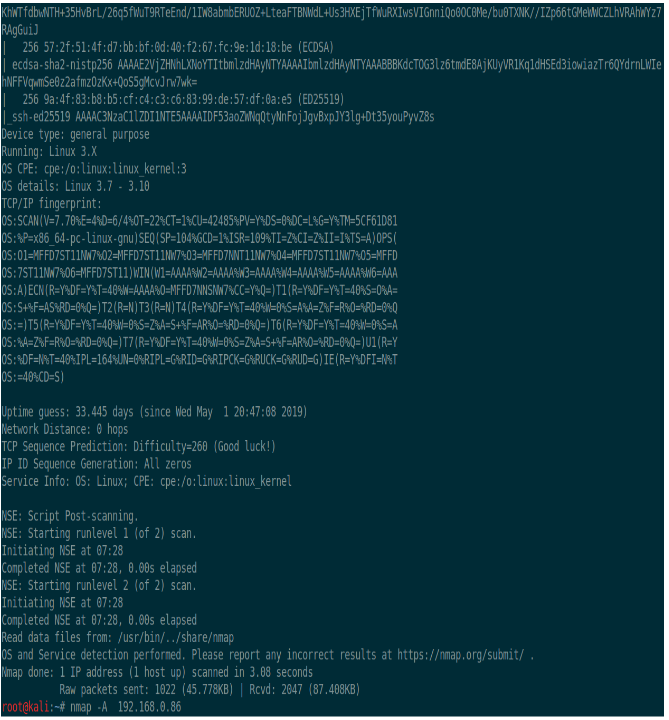 KhWTfdbwNTH+35HvBrL/26q5fWuT9RTeEnd/1IW8abmbERUOZ+LteaFTBNWdL+Us3HXEjTfWuRXIwsVIGnniQo0OC0Me/bu0TXNK//IZp66tGMeWWCZLhVRAhWYz7
RAgGuiJ
|   256 57:2f:51:4f:d7:bb:bf:0d:40:f2:67:fc:9e:1d:18:be (ECDSA)
| ecdsa-sha2-nistp256 AAAAE2VjZHNhLXNoYTItbmlzdHAyNTYAAAAIbmlzdHAyNTYAAABBBKdcTOG3lz6tmdE8AjKUyVR1Kq1dHSEd3iowiazTr6QYdrnLWIe
hNFFVqwmSe0z2afmzOzKx+QoS5gMcvJrw7wk=
|   256 9a:4f:83:b8:b5:cf:c4:c3:c6:83:99:de:57:df:0a:e5 (ED25519)
|_ssh-ed25519 AAAAC3NzaC1lZDI1NTE5AAAAIDF53aoZWNqQtyNnFojJgvBxpJY3lg+Dt35youPyvZ8s
Device type: general purpose
Running: Linux 3.X
OS CPE: cpe:/o:linux:linux_kernel:3
OS details: Linux 3.7 - 3.10
TCP/IP fingerprint:
OS:SCAN(V=7.70%E=4%D=6/4%OT=22%CT=1%CU=42485%PV=Y%DS=0%DC=L%G=Y%TM=5CF61D81
OS:%P=x86_64-pc-linux-gnu)SEQ(SP=104%GCD=1%ISR=109%TI=Z%CI=Z%II=I%TS=A)OPS(
OS:O1=MFFD7ST11NW7%O2=MFFD7ST11NW7%O3=MFFD7NNT11NW7%O4=MFFD7ST11NW7%O5=MFFD
OS:7ST11NW7%O6=MFFD7ST11)WIN(W1=AAAA%W2=AAAA%W3=AAAA%W4=AAAA%W5=AAAA%W6=AAA
OS:A)ECN(R=Y%DF=Y%T=40%W=AAAA%O=MFFD7NNSNW7%CC=Y%Q=)T1(R=Y%DF=Y%T=40%S=O%A=
OS:S+%F=AS%RD=0%Q=)T2(R=N)T3(R=N)T4(R=Y%DF=Y%T=40%W=0%S=A%A=Z%F=R%O=%RD=0%Q
OS:=)T5(R=Y%DF=Y%T=40%W=0%S=Z%A=S+%F=AR%O=%RD=0%Q=)T6(R=Y%DF=Y%T=40%W=0%S=A
OS:%A=Z%F=R%O=%RD=0%Q=)T7(R=Y%DF=Y%T=40%W=0%S=Z%A=S+%F=AR%O=%RD=0%Q=)U1(R=Y
OS:%DF=N%T=40%IPL=164%UN=0%RIPL=G%RID=G%RIPCK=G%RUCK=G%RUD=G)IE(R=Y%DFI=N%T
OS:=40%CD=S)
Uptime guess: 33.445 days (since Wed May  1 20:47:08 2019)
Network Distance: 0 hops
TCP Sequence Prediction: Difficulty=260 (Good luck!)
IP ID Sequence Generation: All zeros
Service Info: OS: Linux; CPE: cpe:/o:linux:linux_kernel
NSE: Script Post-scanning.
NSE: Starting runlevel 1 (of 2) scan.
Initiating NSE at 07:28
Completed NSE at 07:28, 0.00s elapsed
NSE: Starting runlevel 2 (of 2) scan.
Initiating NSE at 07:28
Completed NSE at 07:28, 0.00s elapsed
Read data files from: /usr/bin/../share/nmap
OS and Service detection performed. Please report any incorrect results at https://nmap.org/submit/ .
Nmap done: 1 IP address (1 host up) scanned in 3.08 seconds
           Raw packets sent: 1022 (45.778KB) | Rcvd: 2047 (87.408KB)
root@kali:~# nmap -A  192.168.0.86